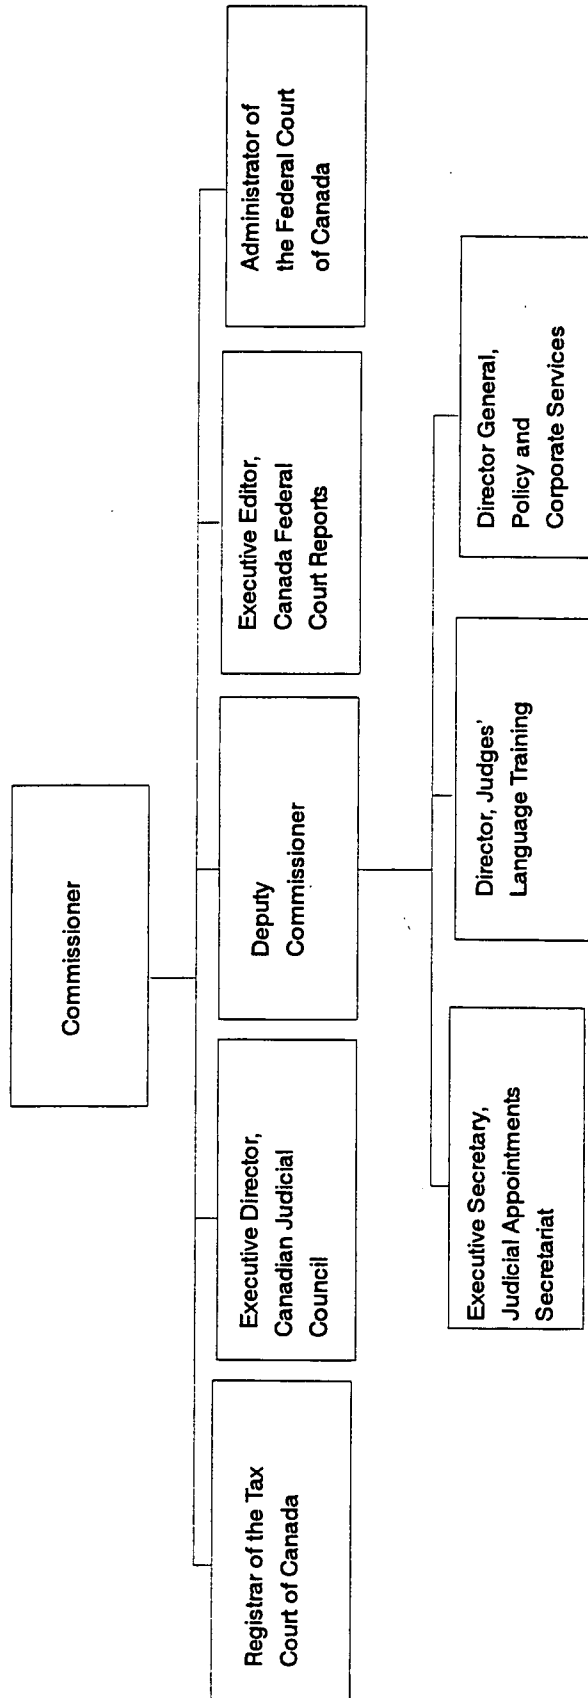 Commissioner
Registrar of the Tax
Court of Canada
Executive Director,
Canadian Judicial
Council
Deputy
Commissioner
Executive Editor,
Canada Federal
Court Reports
Administrator of
the Federal Court
of Canada
Executive Secretary,
Judicial Appointments
Secretariat
Director, Judges'
Language Training
Director General,
Policy and
Corporate Services